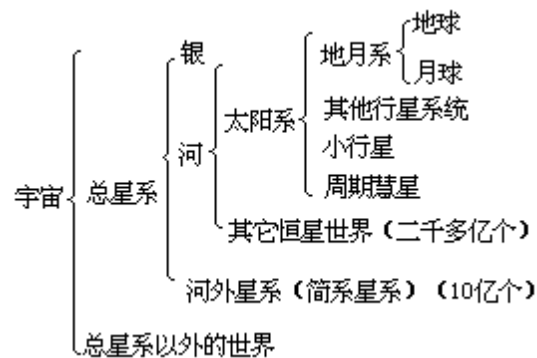 地球
银
地月系
月球
太阳系
其他行星系统
河
小行星
宇宙
总星系
周期慧星
其它恒星世界（二千多亿个）
河外星系（简系星系）（10亿个）
总星系以外的世界